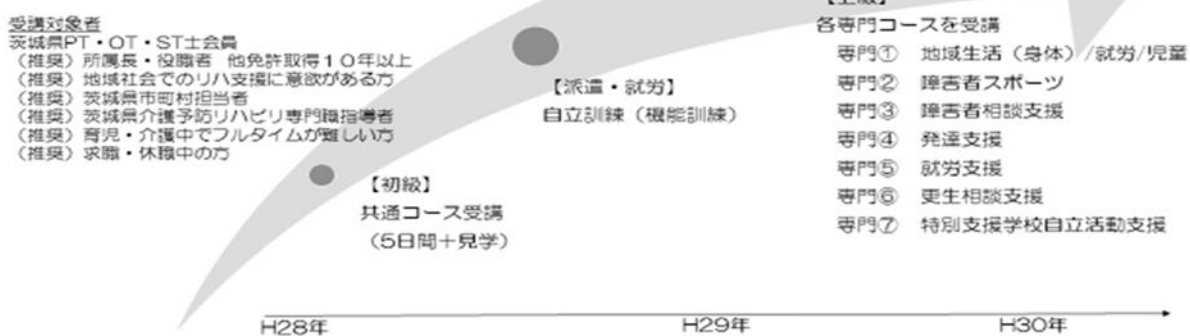 受講対象者
茨城県PT・OT・ST士会員
（推奨）所属長・役職者 他免許取得１０年以上
（推奨）地域社会でのリハ支援に意欲がある方
（推奨）茨城県市町村担当者
（推奨）茨城県介護予防リハビリ専門職指導者
（推奨）育児・介護中でフルタイムが難しい方
（推奨）求職・休職中の方
【初級】
共通コース受講
（5日間＋見学）
【派遣・就労】
自立訓練（機能訓練）
各専門コースを受講
専門① 地域生活（身体）/就労/児童
専門② 障害者スポーツ
専門③ 障害者相談支援
専門④ 発達支援
専門⑤ 就労支援
専門⑥ 更生相談支援
専門⑦ 特別支援学校自立活動支援
H28年 H29年 H30年